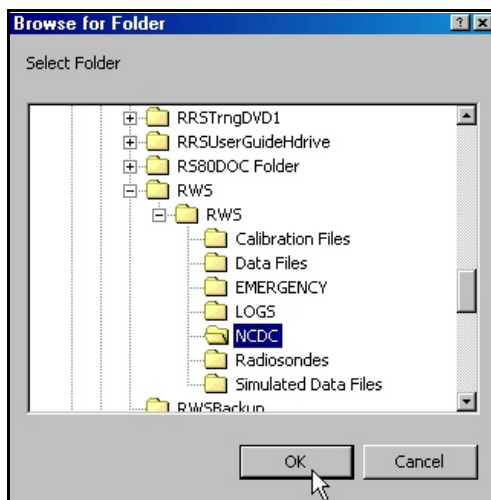 Browse for Folder
Select Folder
RRSTrngDVD1
RRSUserGuideHdrive
RS80DOC Folder
RWS
RWS
Calibration Files
Data Files
EMERGENCY
LOGS
NCDC
Radiosondes
Simulated Data Files
RWSBackup
OK Cancel